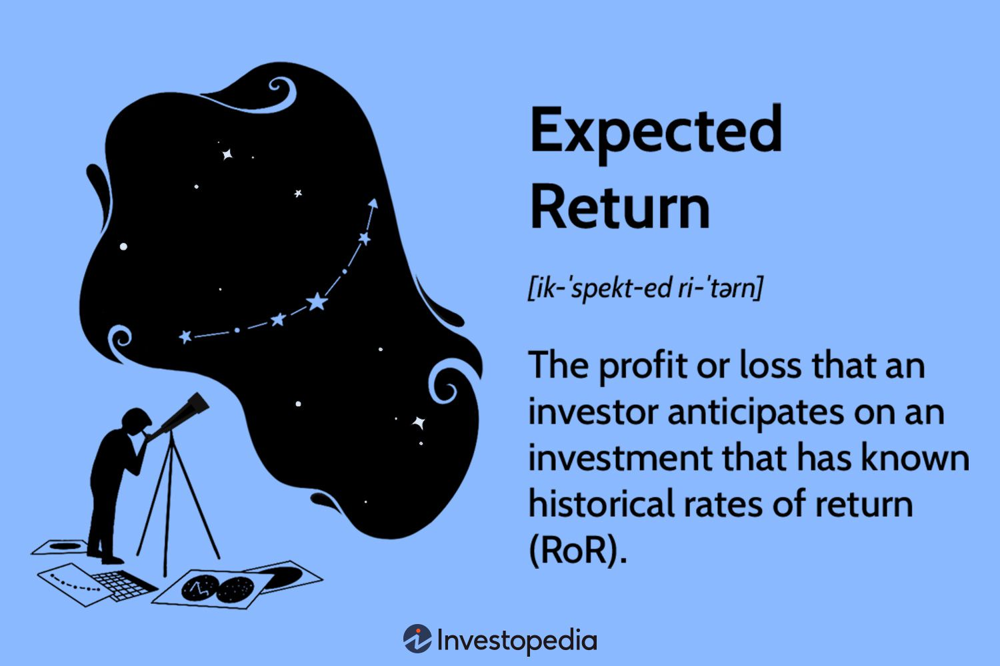 Expected
Return
[ik-ˈspekt-ed ri-ˈtərn]
The profit or loss that an
investor anticipates on an
investment that has known
historical rates of return
(RoR).
Investopedia